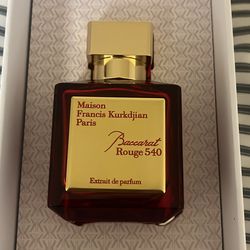 Maison
Francis Kurkdjian
Paris
Baccarat
Rouge 540
Extrait de parfum